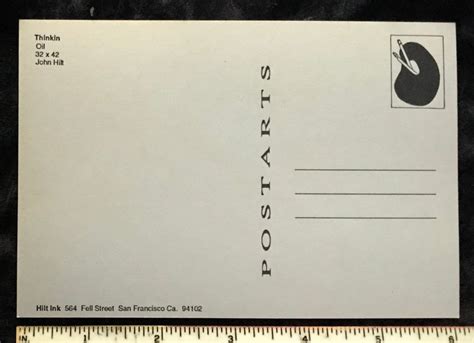 Thinkin
Oil
32 x 42
John Hilt
POSTARTS
Hilt Ink 564 Fell Street San Francisco Ca. 94102
IN. 1 2 3 4 5 6